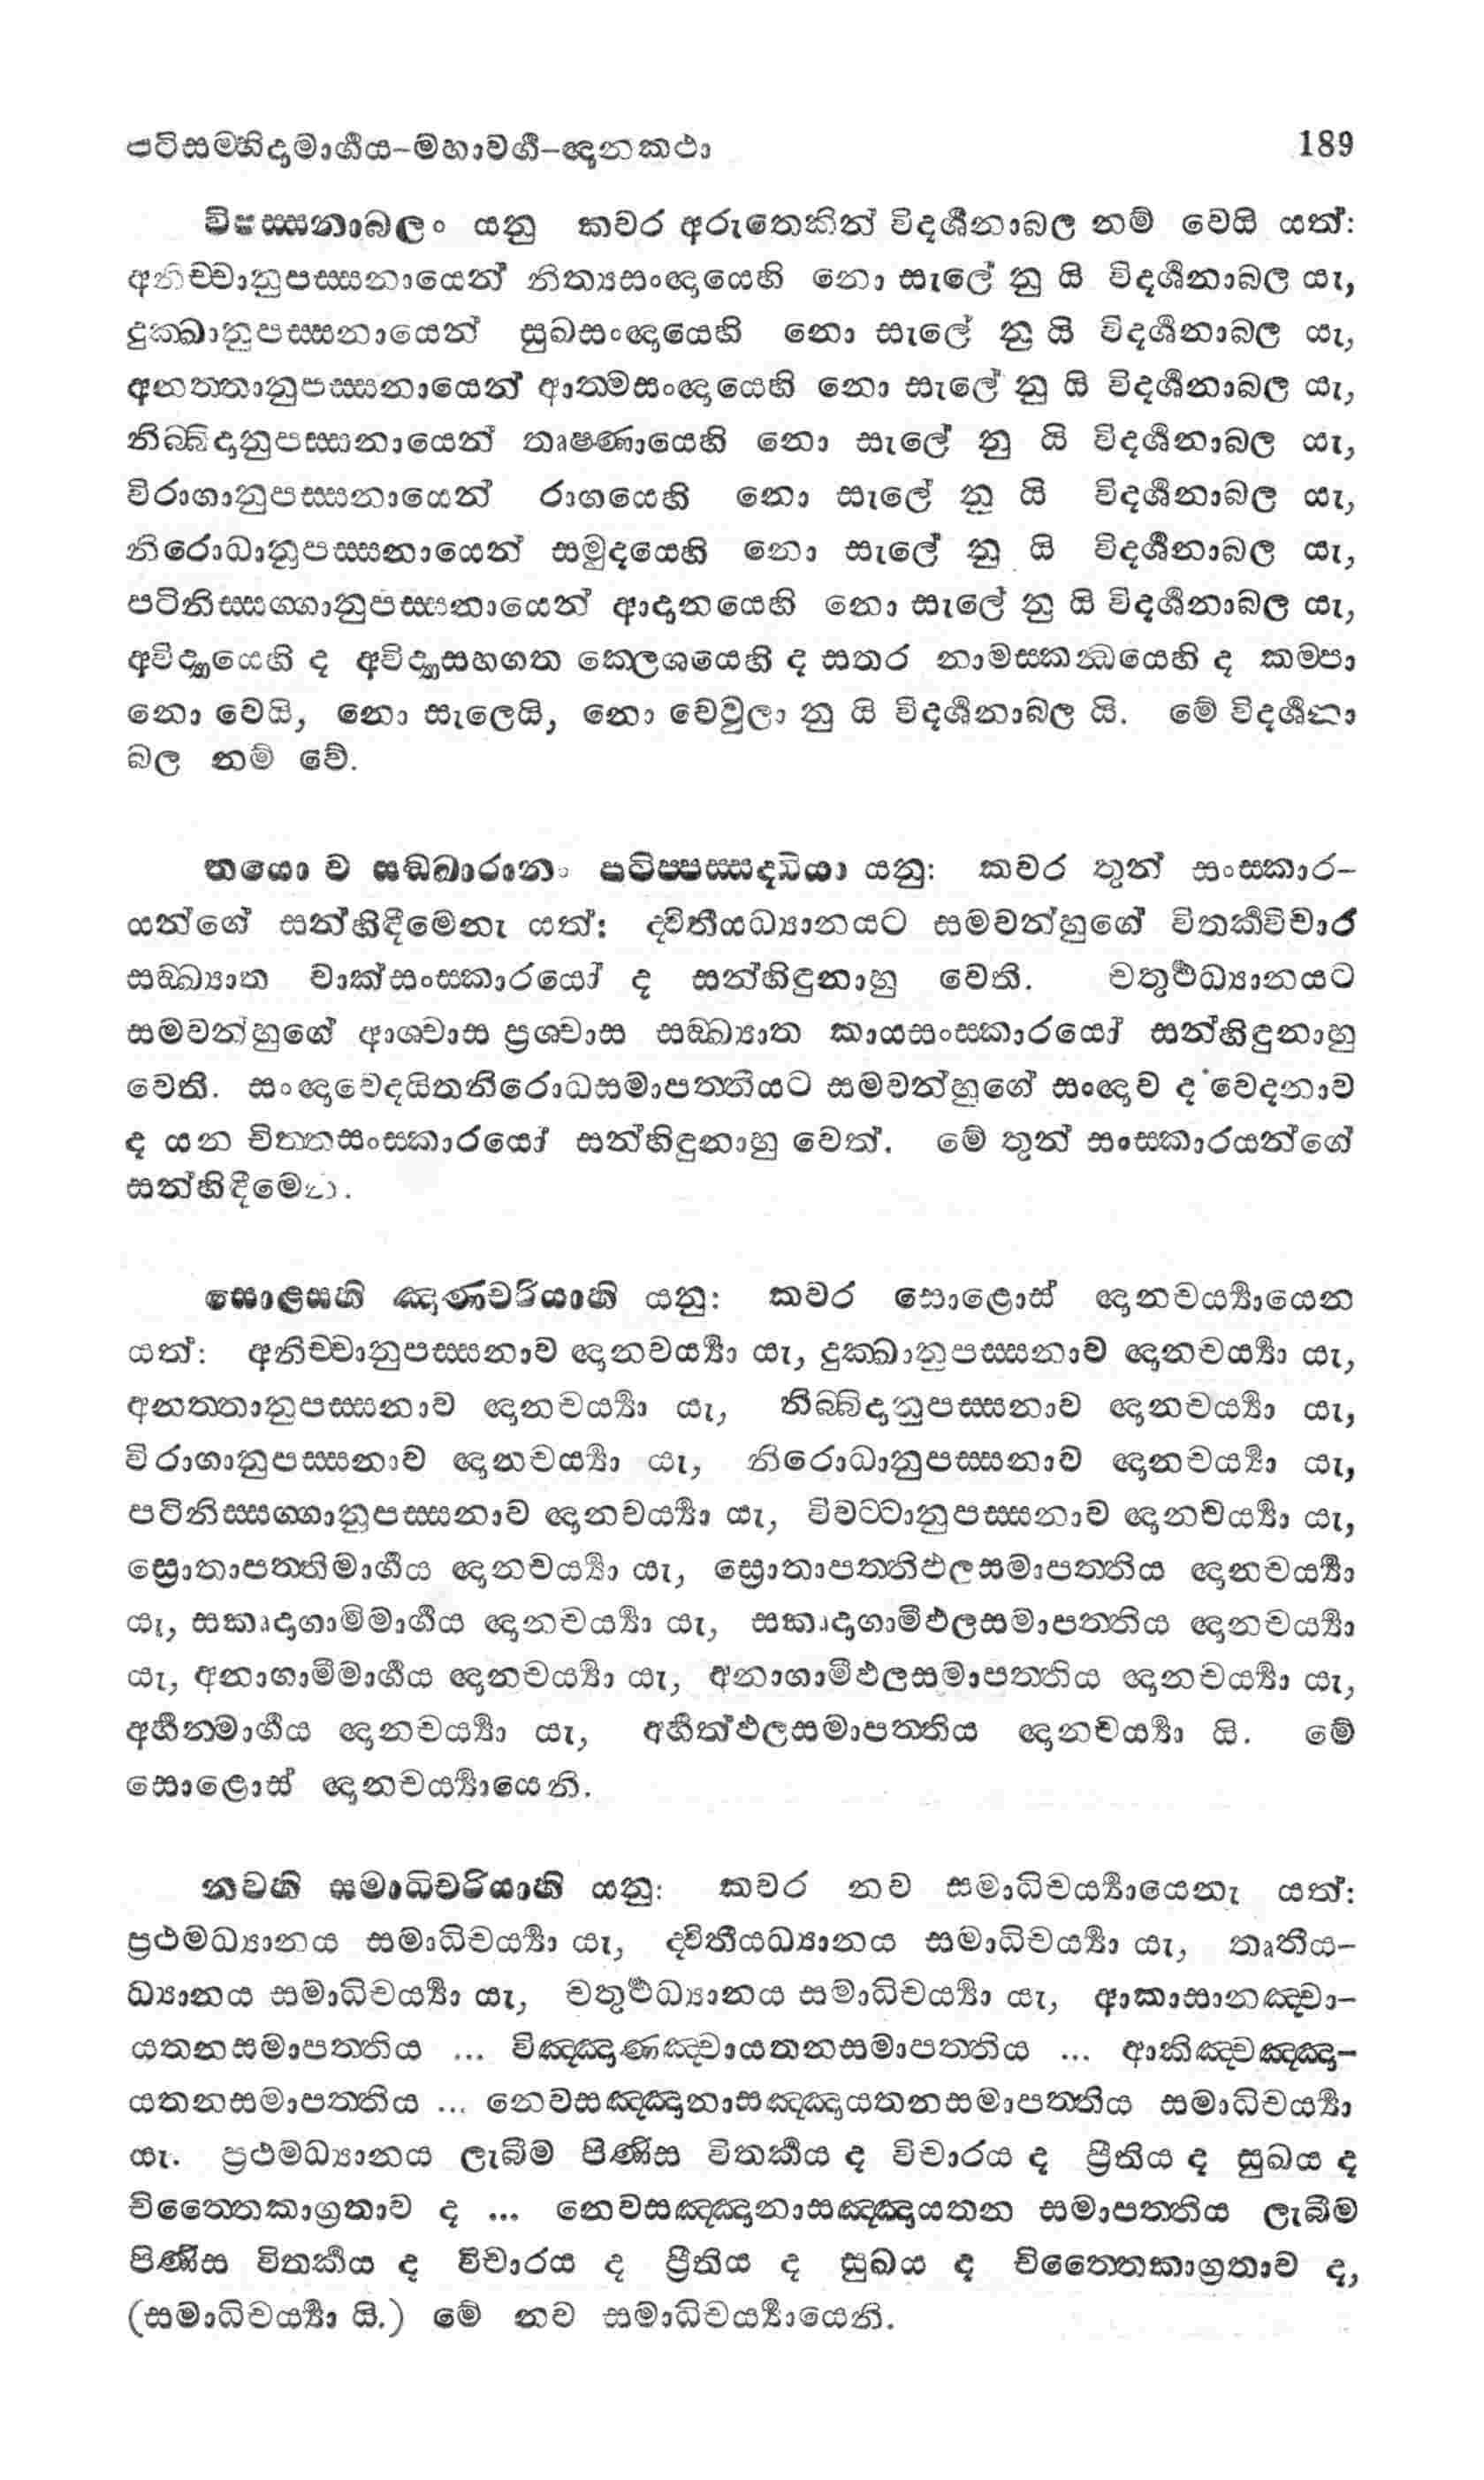 පටිසම්භිදාමාර්‍ගය-මහාවර්‍ග-ඥානකථා 189
විපස්සනාබලං යනු කවර අරුතෙකින් විදර්‍ශනාබල නම් වෙයි යත්:
අනිච්චානුපස්සනායෙන් නිත්‍යසංඥායෙහි නො සැලේ නු යි විදර්‍ශනාබල යැ,
දුක්ඛානුපස්සනායෙන් සුඛසංඥායෙහි නො සැලේ නු යි විදර්‍ශනාබල යැ,
අනත්තානුපස්සනායෙන් ආත්මසංඥායෙහි නො සැලේ නු යි විදර්‍ශනාබල යැ,
නිබ්බිදානුපස්සනායෙන් තෘෂ්ණායෙහි නො සැලේ නු යි විදර්‍ශනාබල යැ,
විරාගානුපස්සනායෙන් රාගයෙහි නො සැලේ නු යි විදර්‍ශනාබල යැ,
නිරොධානුපස්සනායෙන් සමුදයෙහි නො සැලේ නු යි විදර්‍ශනාබල යැ,
පටිනිස්සග්ගානුපස්සනායෙන් ආදානයෙහි නො සැලේ නු යි විදර්‍ශනාබල යැ,
අවිද්‍යායෙහි ද අවිද්‍යාසහගත ක්ලෙශයෙහි ද සතර නාමස්කන්‍ධයෙහි ද කම්පා
නො වෙයි, නො සැලෙයි, නො වෙවුලා නු යි විදර්‍ශනාබල යි. මේ විදර්‍ශනා
බල නම් වේ.
තයො ච සඞ්ඛාරානං පටිප්පස්සද්ධියා යනු: කවර තුන් සංස්කාර-
යන්ගේ සන්හිඳීමෙනැ යත්: ද්විතීයධ්‍යානයට සමවන්හුගේ විතර්‍කවිචාර
සඞ්ඛ්‍යාත වාක්සංස්කාරයෝ ද සන්හිඳුනාහු වෙති. චතුර්‍ථධ්‍යානයට
සමවන්හුගේ ආශ්වාස ප්‍රශ්වාස සඞ්ඛ්‍යාත කායසංස්කාරයෝ සන්හිඳුනාහු
වෙති. සංඥාවෙදයිතනිරොධසමාපත්තියට සමවන්හුගේ සංඥාව ද වෙදනාව
ද යන චිත්තසංස්කාරයෝ සන්හිඳුනාහු වෙත්. මේ තුන් සංස්කාරයන්ගේ
සන්හිඳීමෙනි.
සොළසහි ඤාණචරියාහි යනු: කවර සොළොස් ඥානචර්‍ය්‍යායෙන
යත්: අනිච්චානුපස්සනාව ඥානචර්‍ය්‍යා යැ, දුක්ඛානුපස්සනාව ඥානචර්‍ය්‍යා යැ,
අනත්තානුපස්සනාව ඥානචර්‍ය්‍යා යැ, නිබ්බිදානුපස්සනාව ඥානචර්‍ය්‍යා යැ,
විරාගානුපස්සනාව ඥානචර්‍ය්‍යා යැ, නිරොධානුපස්සනාව ඥානචර්‍ය්‍යා යැ,
පටිනිස්සග්ගානුපස්සනාව ඥානචර්‍ය්‍යා යැ, විවට්ටානුපස්සනාව ඥානචර්‍ය්‍යා යැ,
ස්‍රොතාපත්තිමාර්‍ගය ඥානචර්‍ය්‍යා යැ, ස්‍රොතාපත්තිඵලසමාපත්තිය ඥානචර්‍ය්‍යා
යැ, සකෘදාගාමිමාර්‍ගය ඥානචර්‍ය්‍යා යැ, සකෘදාගාමීඵලසමාපත්තිය ඥානචර්‍ය්‍යා
යැ, අනාගාමීමාර්‍ගය ඥානචර්‍ය්‍යා යැ, අනාගාමීඵලසමාපත්තිය ඥානචර්‍ය්‍යා යැ,
අර්‍හත්මාර්‍ගය ඥානචර්‍ය්‍යා යැ, අර්‍හත්ඵලසමාපත්තිය ඥානචර්‍ය්‍යා යි. මේ
සොළොස් ඥානචර්‍ය්‍යායෙනි.
නවහි සමාධිචරියාහි යනු: කවර නව සමාධිචර්‍ය්‍යායෙනැ යත්:
ප්‍රථමධ්‍යානය සමාධිචර්‍ය්‍යා යැ, ද්විතීයධ්‍යානය සමාධිචර්‍ය්‍යා යැ, තෘතීය-
ධ්‍යානය සමාධිචර්‍ය්‍යා යැ, චතුර්‍ථධ්‍යානය සමාධිචර්‍ය්‍යා යැ, ආකාසානඤ්චා-
යතනසමාපත්තිය ... විඤ්ඤාණඤ්චායතනසමාපත්තිය ... ආකිඤ්චඤ්ඤා-
යතනසමාපත්තිය ... නෙවසඤ්ඤානාසඤ්ඤායතනසමාපත්තිය සමාධිචර්‍ය්‍යා
යැ. ප්‍රථමධ්‍යානය ලැබීම පිණිස විතර්‍කය ද විචාරය ද ප්‍රීතිය ද සුඛය ද
චිත්තෛකාග්‍රතාව ද ... නෙවසඤ්ඤානාසඤ්ඤායතන සමාපත්තිය ලැබීම
පිණිස විතර්‍කය ද විචාරය ද ප්‍රීතිය ද සුඛය ද චිත්තෛකාග්‍රතාව ද,
(සමාධිචර්‍ය්‍යා යි.) මේ නව සමාධිචර්‍ය්‍යායෙනි.